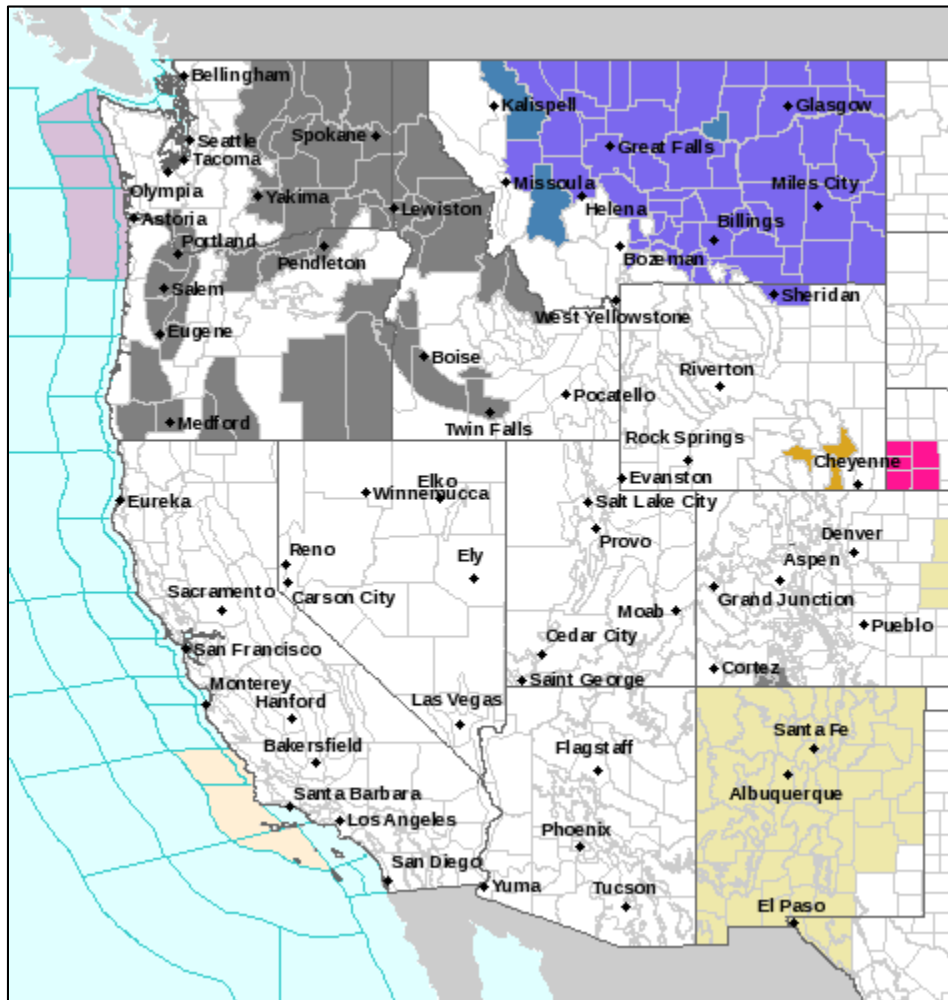 Bellingham
Kalispell
Glasgow
Spokane
Seattle
Great Falls
Tacoma
Missoula
Miles City
Olympia
Yakima
Lewiston
Helena
Astoria
Billings
Portland
Bozeman
Pendleton
Salem
Sheridan
West Yellowstone
Eugene
Boise
Riverton
Pocatello
Medford
Twin Falls
Rock Springs
Cheyenne
Elko
Evanston
Winnemucca
Eureka
Salt Lake City
Denver
Provo
Reno
Ely
Aspen
Sacramento
Carson City
Grand Junction
Moab
Pueblo
Cedar City
San Francisco
Cortez
Saint George
Monterey
Las Vegas
Hanford
Santa Fe
Bakersfield
Flagstaff
Albuquerque
Santa Barbara
Los Angeles
Phoenix
San Diego
Yuma
Tucson
El Paso